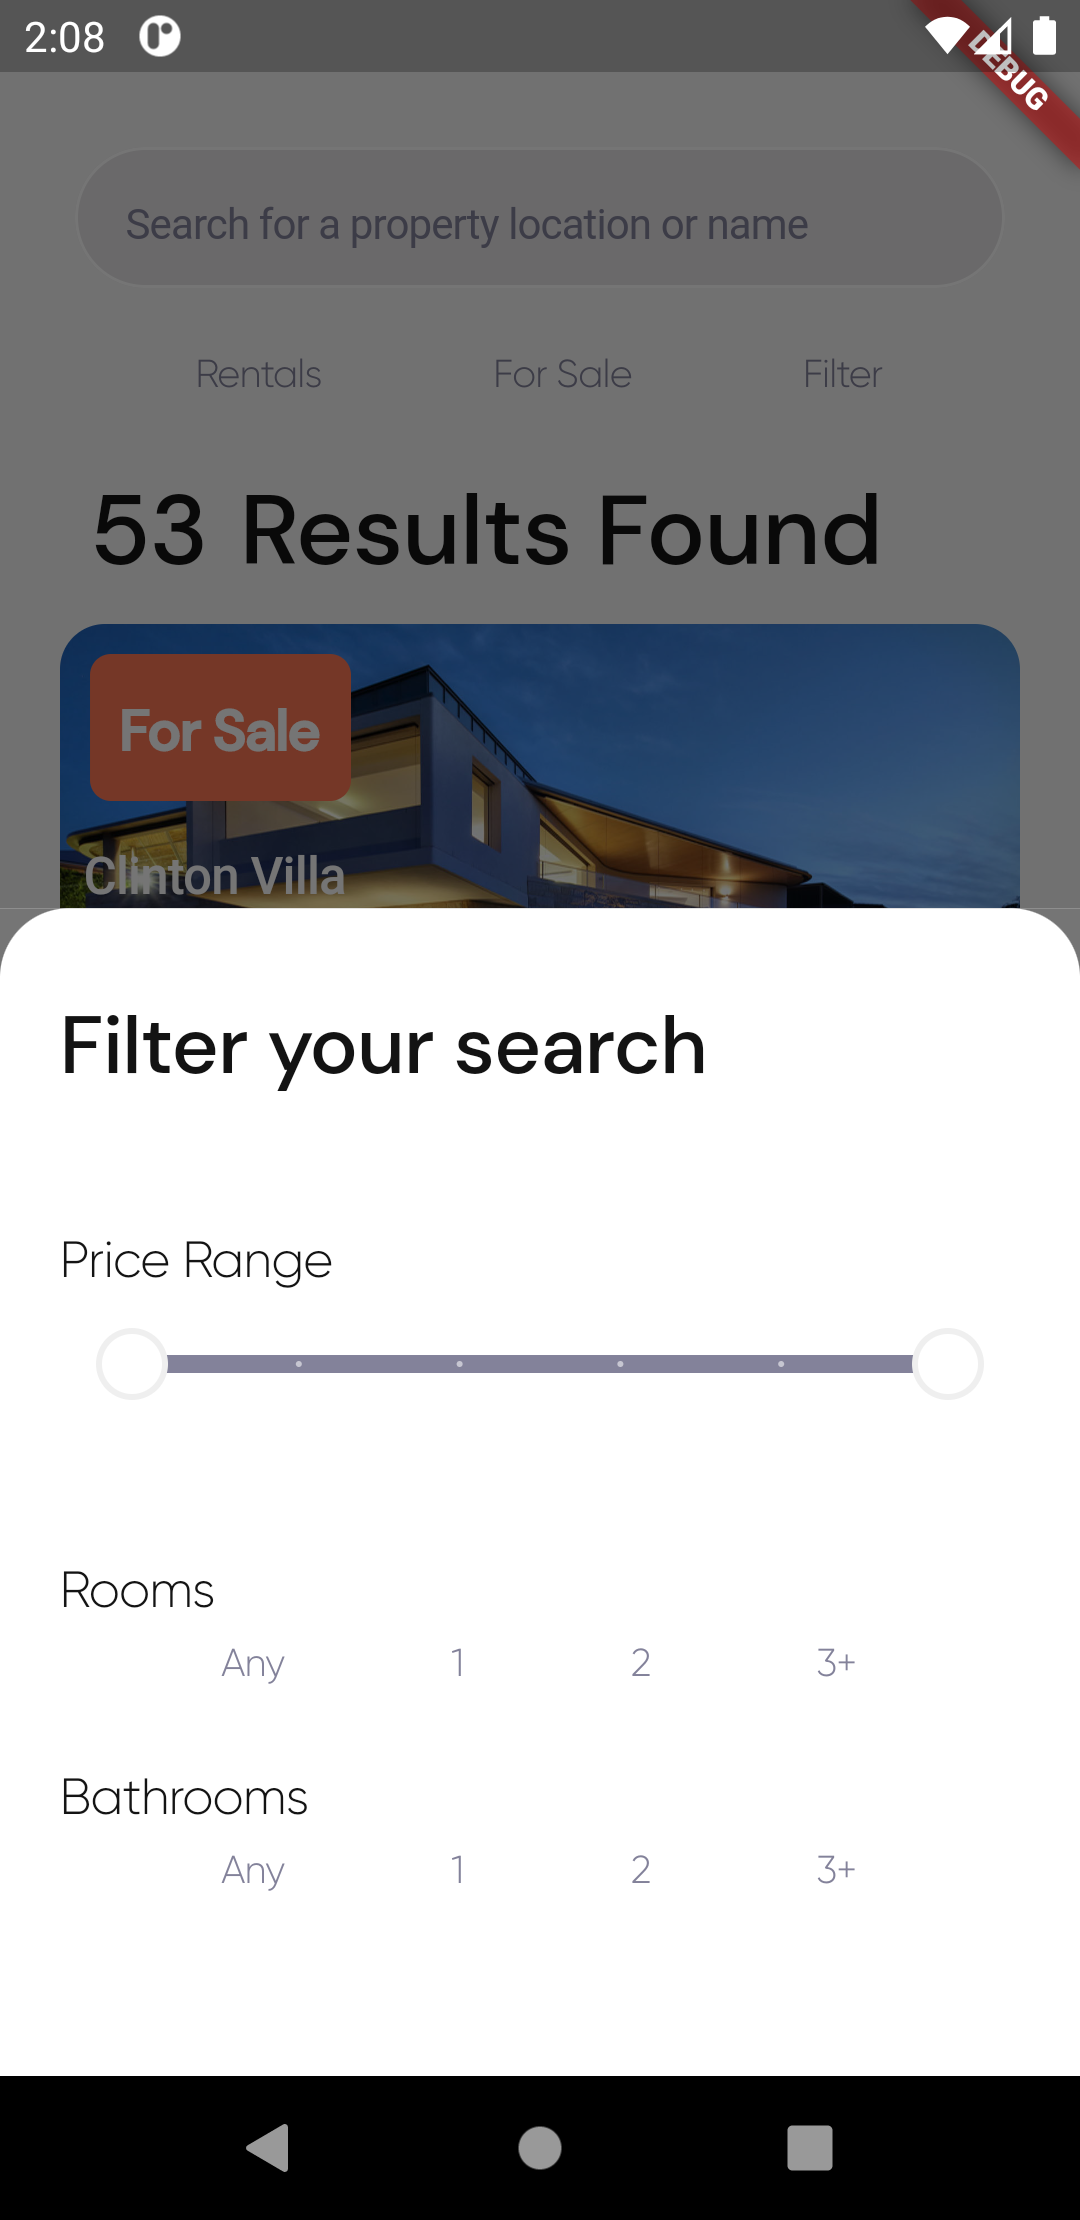 2:08
DEBUG
Search for a property location or name
Rentals For Sale Filter
53 Results Found
For Sale
Clinton Villa
Filter your search
Price Range
Rooms
Any 1 2 3+
Bathrooms
Any 1 2 3+